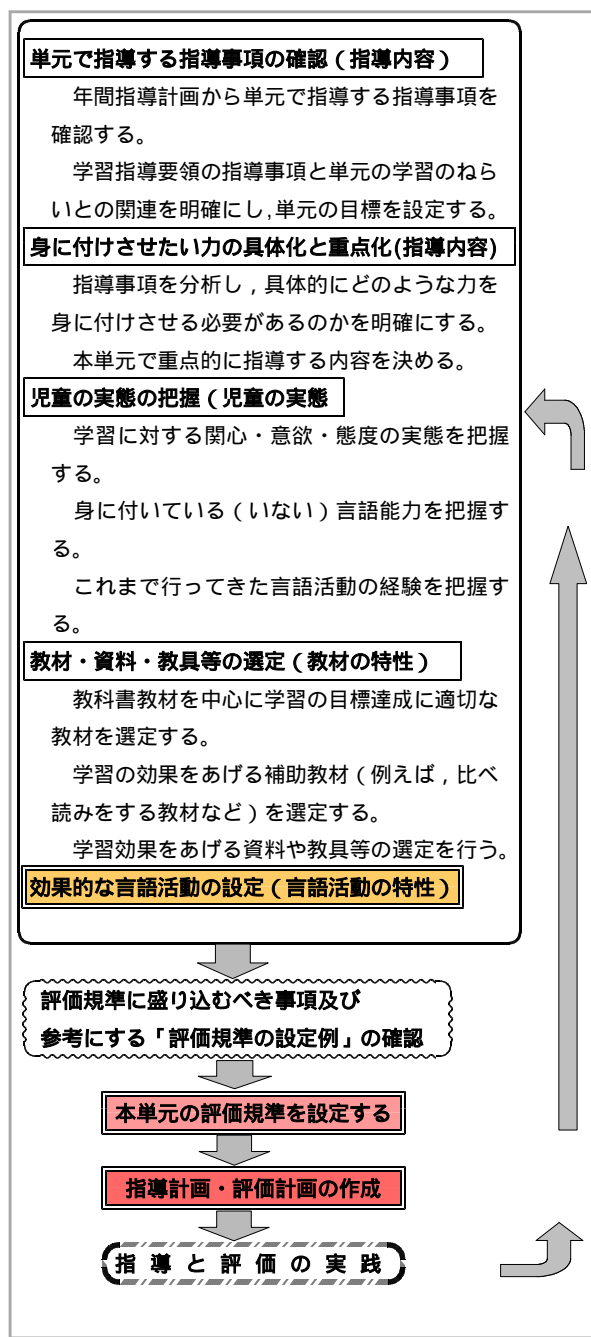 単元で指導する指導事項の確認（指導内容）
年間指導計画から単元で指導する指導事項を
確認する。
学習指導要領の指導事項と単元の学習のねら
いとの関連を明確にし,単元の目標を設定する。
身に付けさせたい力の具体化と重点化(指導内容)
指導事項を分析し，具体的にどのような力を
身に付けさせる必要があるのかを明確にする。
本単元で重点的に指導する内容を決める。
児童の実態の把握（児童の実態
学習に対する関心・意欲・態度の実態を把握
する。
身に付いている（いない）言語能力を把握す
る。
これまで行ってきた言語活動の経験を把握す
る。
教材・資料・教具等の選定（教材の特性）
教科書教材を中心に学習の目標達成に適切な
教材を選定する。
学習の効果をあげる補助教材（例えば，比べ
読みをする教材など）を選定する。
学習効果をあげる資料や教具等の選定を行う。
効果的な言語活動の設定（言語活動の特性）
評価規準に盛り込むべき事項及び
参考にする「評価規準の設定例」の確認
本単元の評価規準を設定する
指導計画・評価計画の作成
指導と評価の実践